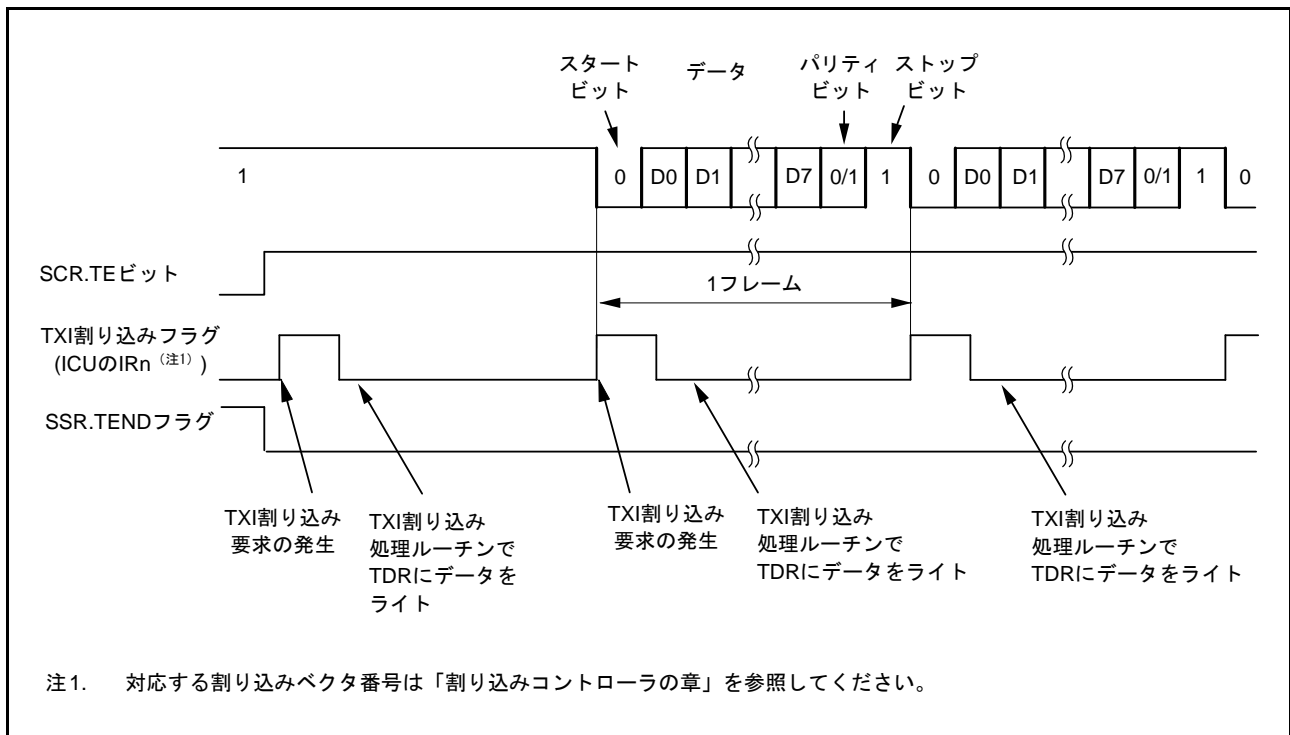 スタート
ビット
データ
パリティ
ビット
ストップ
ビット
1
0 D0 D1 D7 0/1 1 0 D0 D1 D7 0/1 1 0
SCR.TEビット
1フレーム
TXI割り込みフラグ
(ICUのIRn（注1）)
SSR.TENDフラグ
TXI割り込み
要求の発生
TXI割り込み
処理ルーチンで
TDRにデータを
ライト
TXI割り込み
要求の発生
TXI割り込み
処理ルーチンで
TDRにデータをライト
TXI割り込み
処理ルーチンで
TDRにデータをライト
注1. 対応する割り込みベクタ番号は「割り込みコントローラの章」を参照してください。